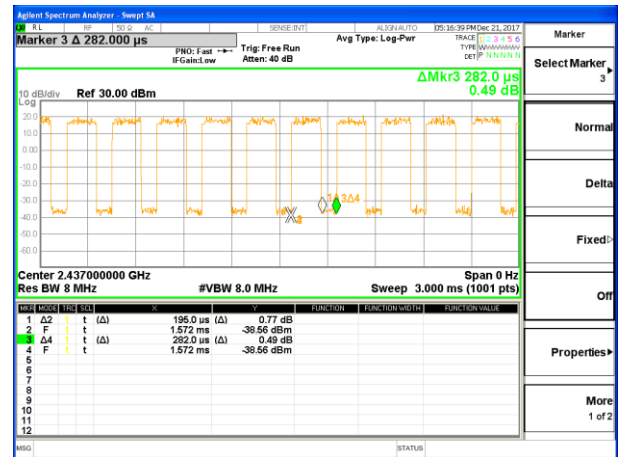 Agilent Spectrum Analyzer - Swept SA
RL RF 50 Ω AC SENSE:INT ALIGN AUTO 05:16:39 PM Dec 21, 2017
Marker 3 Δ 282.000 µs
PNO: Fast Trig: Free Run Avg Type: Log-Pwr TRACE 1 2 3 4 5 6
IFGain:Low Atten: 40 dB TYPE
DET P N N N N N
ΔMkr3 282.0 µs
0.49 dB
10 dB/div Ref 30.00 dBm
Log
20.0
10.0
0.00
-10.0
-20.0
-30.0
-40.0
-50.0
-60.0
3Δ4
Center 2.437000000 GHz Span 0 Hz
Res BW 8 MHz #VBW 8.0 MHz Sweep 3.000 ms (1001 pts)
MKR MODE TRC SCL X Y FUNCTION FUNCTION WIDTH FUNCTION VALUE
1 Δ2 1 t (Δ) 195.0 µs (Δ) 0.77 dB
2 F 1 t 1.572 ms -38.56 dBm
3 Δ4 1 t (Δ) 282.0 µs (Δ) 0.49 dB
4 F 1 t 1.572 ms -38.56 dBm
5
6
7
8
9
10
11
12
MSG STATUS
Marker
Select Marker
3
Normal
Delta
Fixed
Off
Properties
More
1 of 2